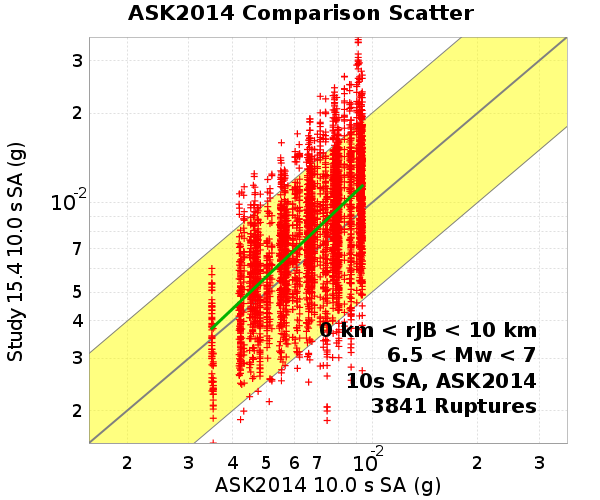 ASK2014 Comparison Scatter
Study 15.4 10.0 s SA (g)
3
2
10-2
7
5
4
3
2
0 km < rJB < 10 km
6.5 < Mw < 7
10s SA, ASK2014
3841 Ruptures
2 3 4 5 6 7 10-2 2 3
ASK2014 10.0 s SA (g)